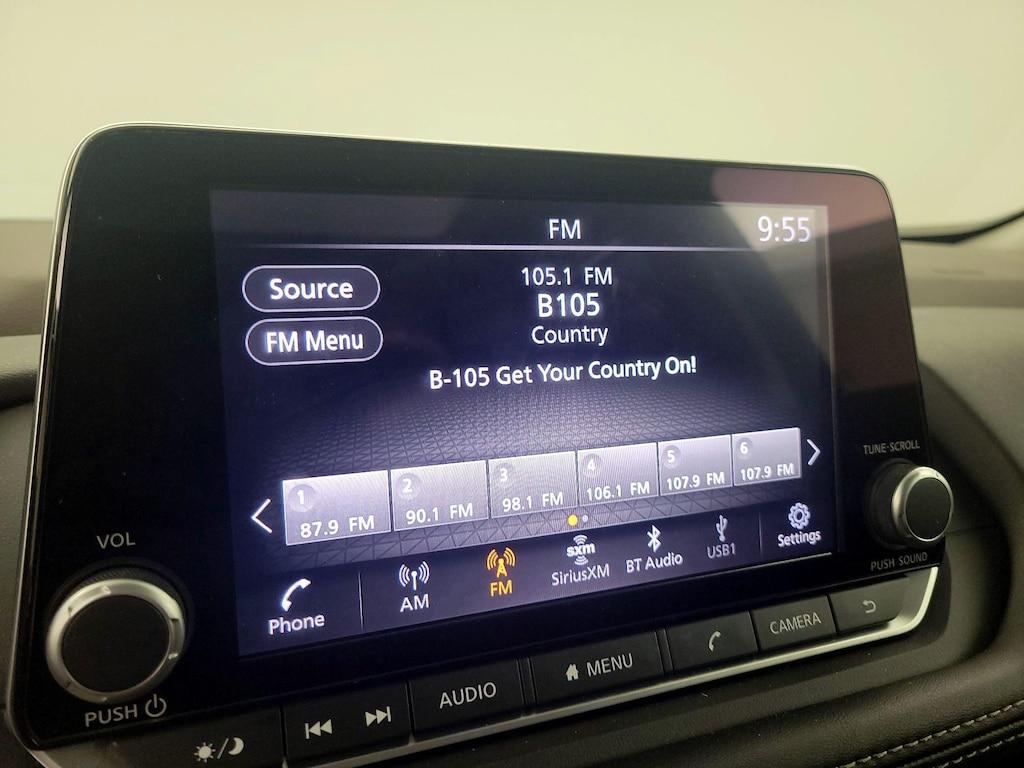 FM
9:55
Source
FM Menu
105.1 FM
B105
Country
B-105 Get Your Country On!
1
87.9 FM
2
90.1 FM
3
98.1 FM
4
106.1 FM
5
107.9 FM
6
107.9 FM
Phone
AM
FM
sxm
SiriusXM
BT Audio
USB1
Settings
VOL
PUSH
TUNE·SCROLL
PUSH SOUND
AUDIO
MENU
CAMERA